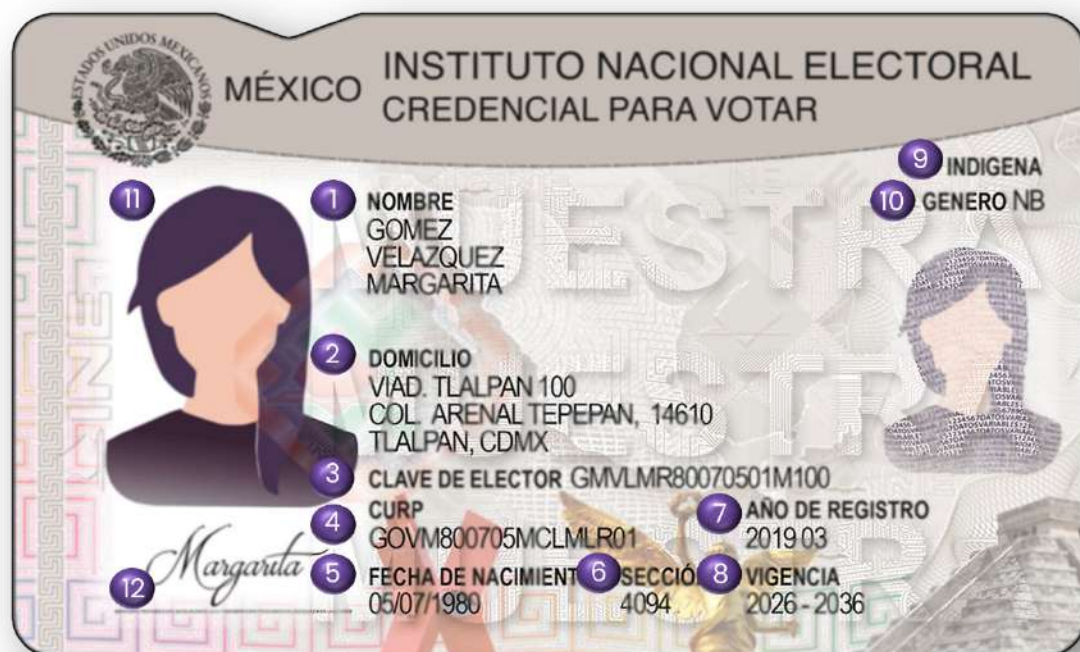 ESTADOS UNIDOS MEXICANOS
MÉXICO
INSTITUTO NACIONAL ELECTORAL
CREDENCIAL PARA VOTAR
9 INDIGENA
10 GENERO NB
11
1 NOMBRE
GOMEZ
VELAZQUEZ
MARGARITA
MUESTRA
2 DOMICILIO
VIAD. TLALPAN 100
COL. ARENAL TEPEPAN, 14610
TLALPAN, CDMX
MUESTRA
INE
3 CLAVE DE ELECTOR GMVLMR80070501M100
4 CURP
GOVM800705MCLMLR01
7 AÑO DE REGISTRO
2019 03
Margarita
12
5 FECHA DE NACIMIENT
05/07/1980
6 SECCIÓ
4094
8 VIGENCIA
2026 - 2036